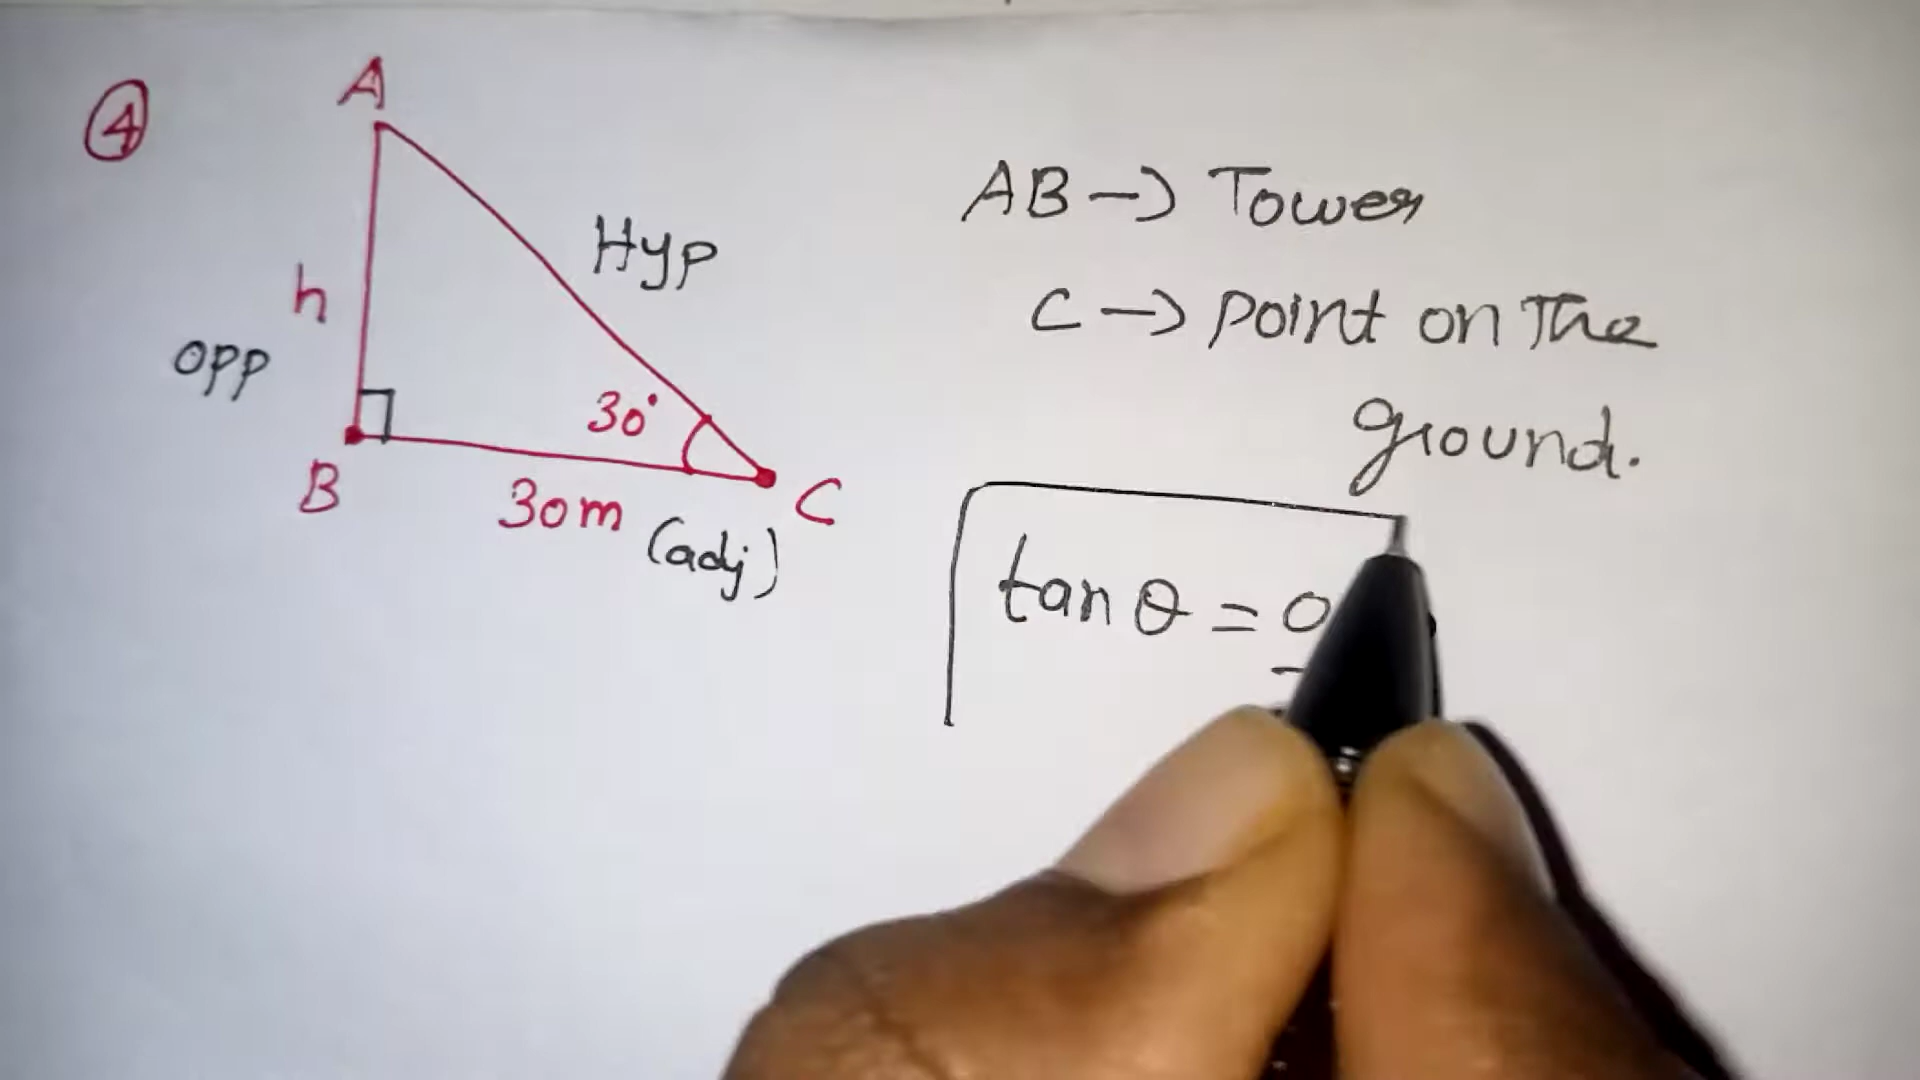 ④
A
Hyp
h
opp
30°
B
30m
C
(adj)
AB → Tower
C → point on The
ground.
tan θ =